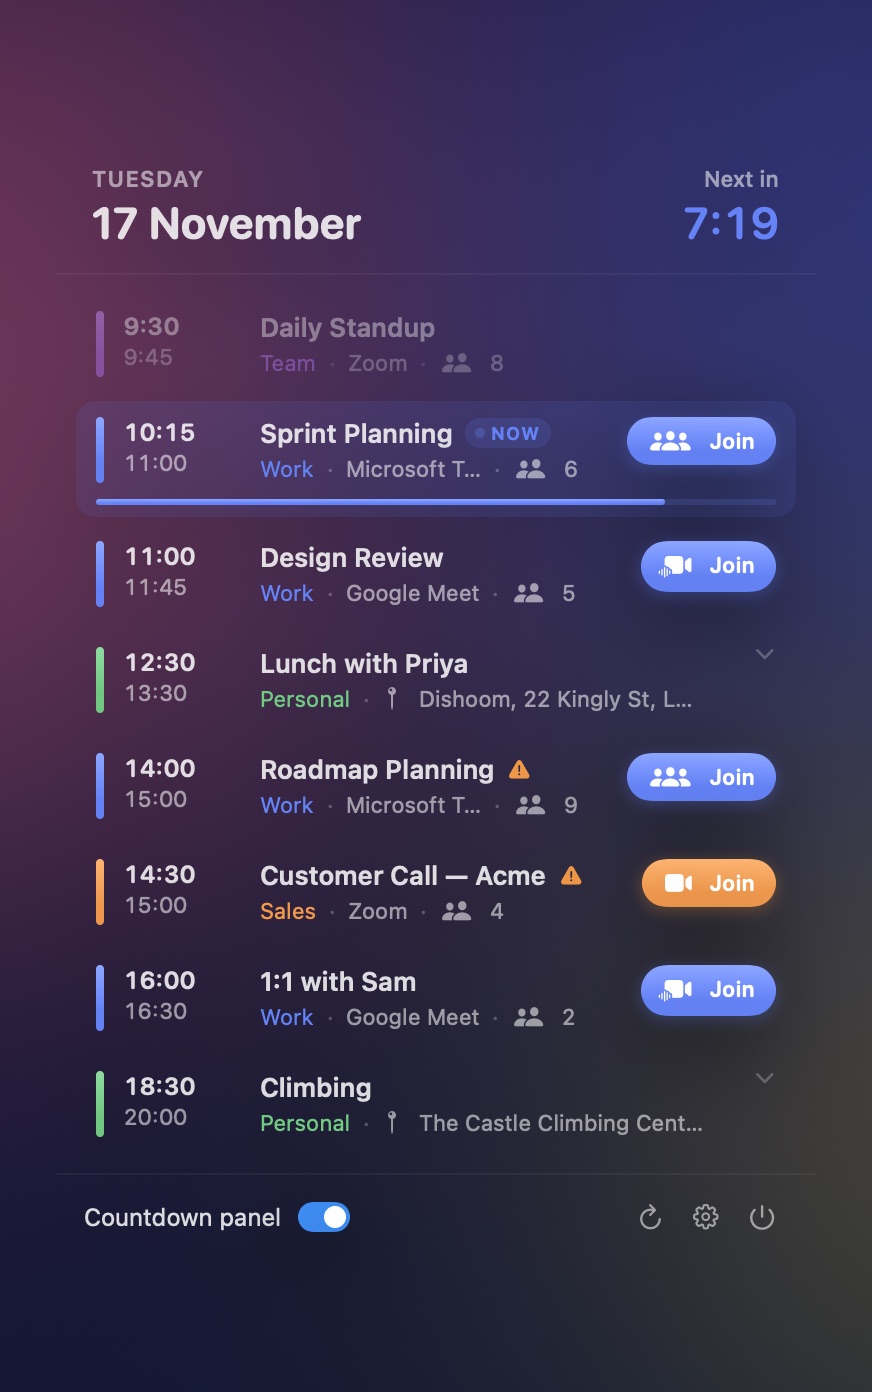 TUESDAY
17 November
Next in
7:19
9:30
9:45
Daily Standup
Team · Zoom · 8
10:15
11:00
Sprint Planning
NOW
Work · Microsoft T... · 6
Join
11:00
11:45
Design Review
Work · Google Meet · 5
Join
12:30
13:30
Lunch with Priya
Personal · Dishoom, 22 Kingly St, L...
14:00
15:00
Roadmap Planning
Work · Microsoft T... · 9
Join
14:30
15:00
Customer Call — Acme
Sales · Zoom · 4
Join
16:00
16:30
1:1 with Sam
Work · Google Meet · 2
Join
18:30
20:00
Climbing
Personal · The Castle Climbing Cent...
Countdown panel